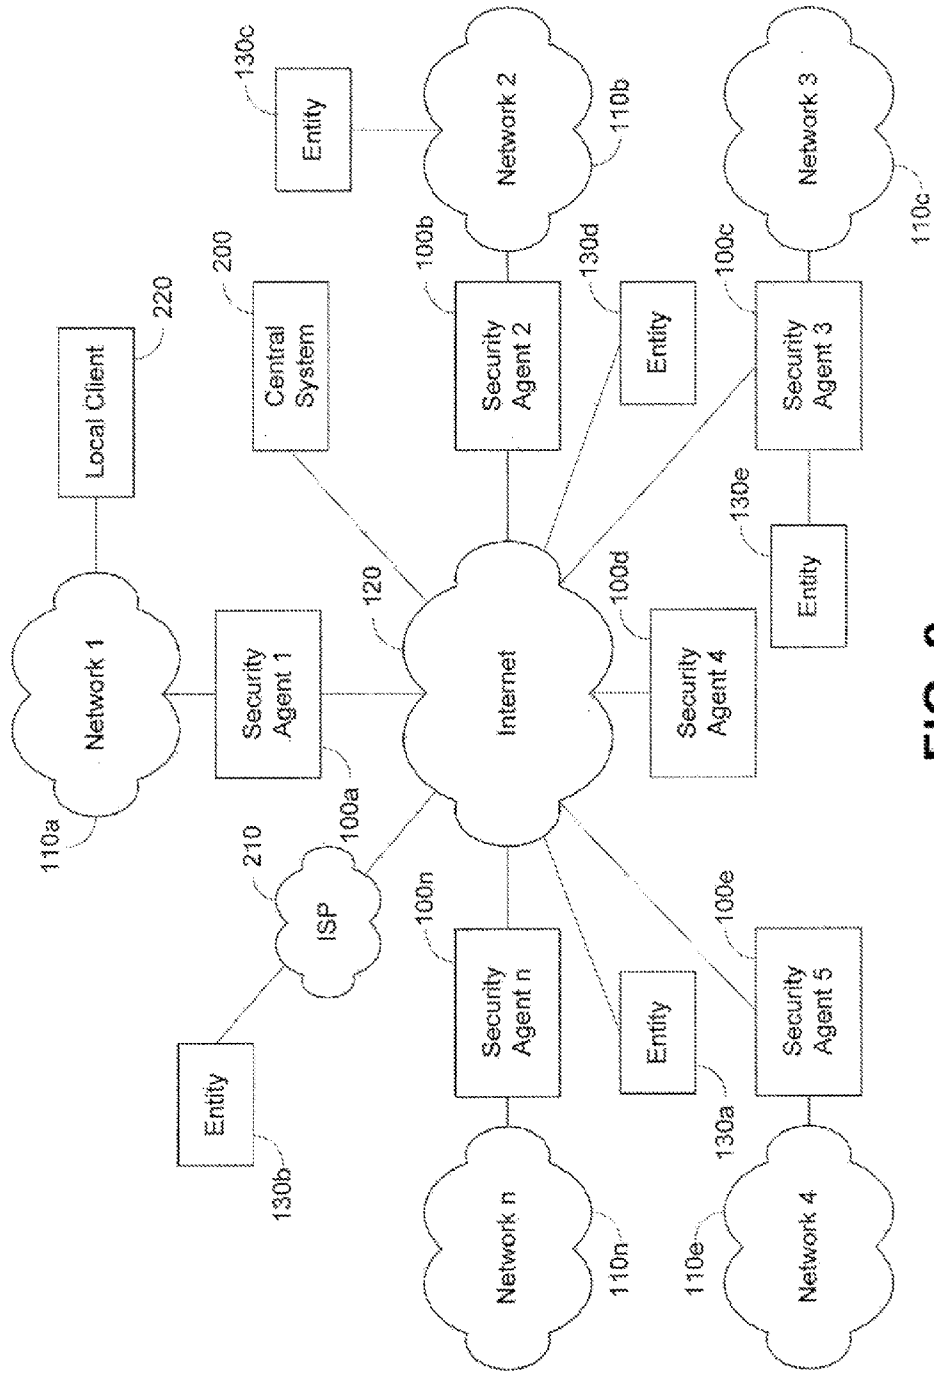 110a
Network 1
Local Client
220
Entity
130b
210
ISP
Security
Agent 1
100a
200
Central
System
130c
Entity
120
100n
100b
Network n
110n
Security
Agent n
Internet
Security
Agent 2
Network 2
110b
130d
Entity
130a
100d
Security
Agent 4
Entity
110e
Network 4
100e
Security
Agent 5
130e
Entity
100c
Security
Agent 3
Network 3
110c
FIG.